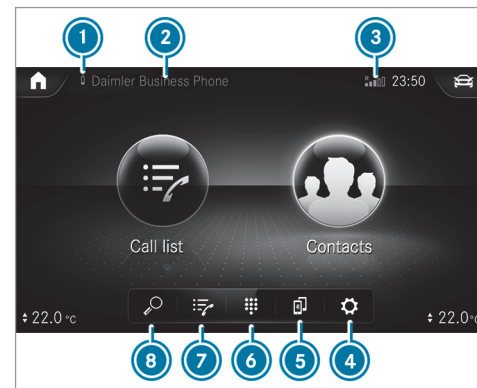 1 2 3
Daimler Business Phone R 23:50
Call list Contacts
22.0 °C 22.0 °
8 7 6 5 4